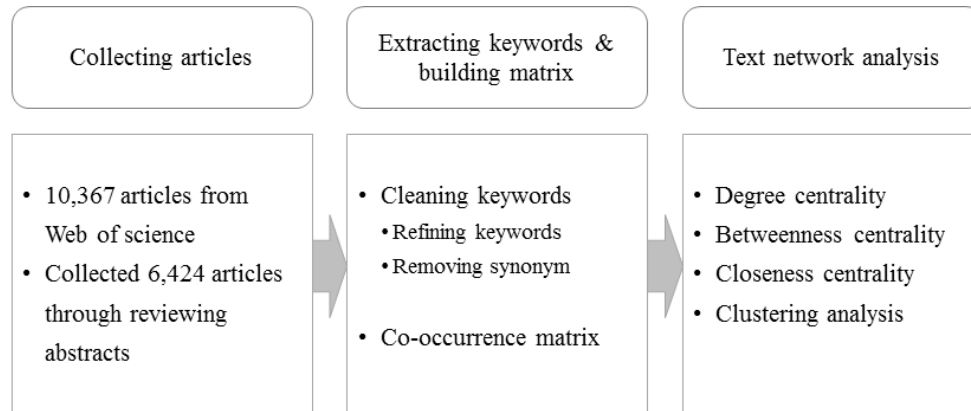 Collecting articles
Extracting keywords &
building matrix
Text network analysis
• 10,367 articles from
Web of science
• Collected 6,424 articles
through reviewing
abstracts
• Cleaning keywords
• Refining keywords
• Removing synonym
• Co-occurrence matrix
• Degree centrality
• Betweenness centrality
• Closeness centrality
• Clustering analysis